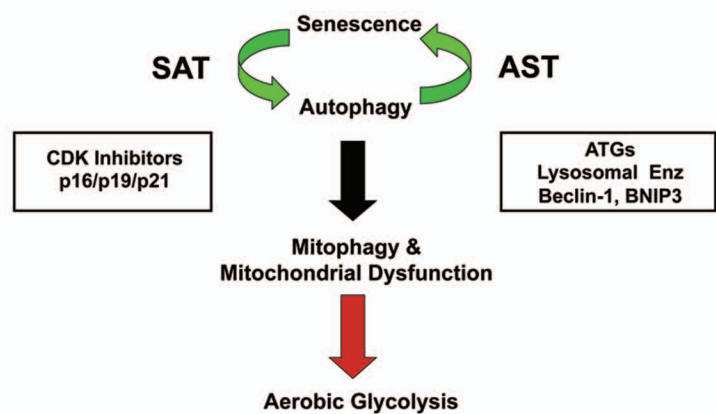 Senescence
SAT
AST
Autophagy
CDK Inhibitors
p16/p19/p21
ATGs
Lysosomal Enz
Beclin-1, BNIP3
Mitophagy &
Mitochondrial Dysfunction
Aerobic Glycolysis